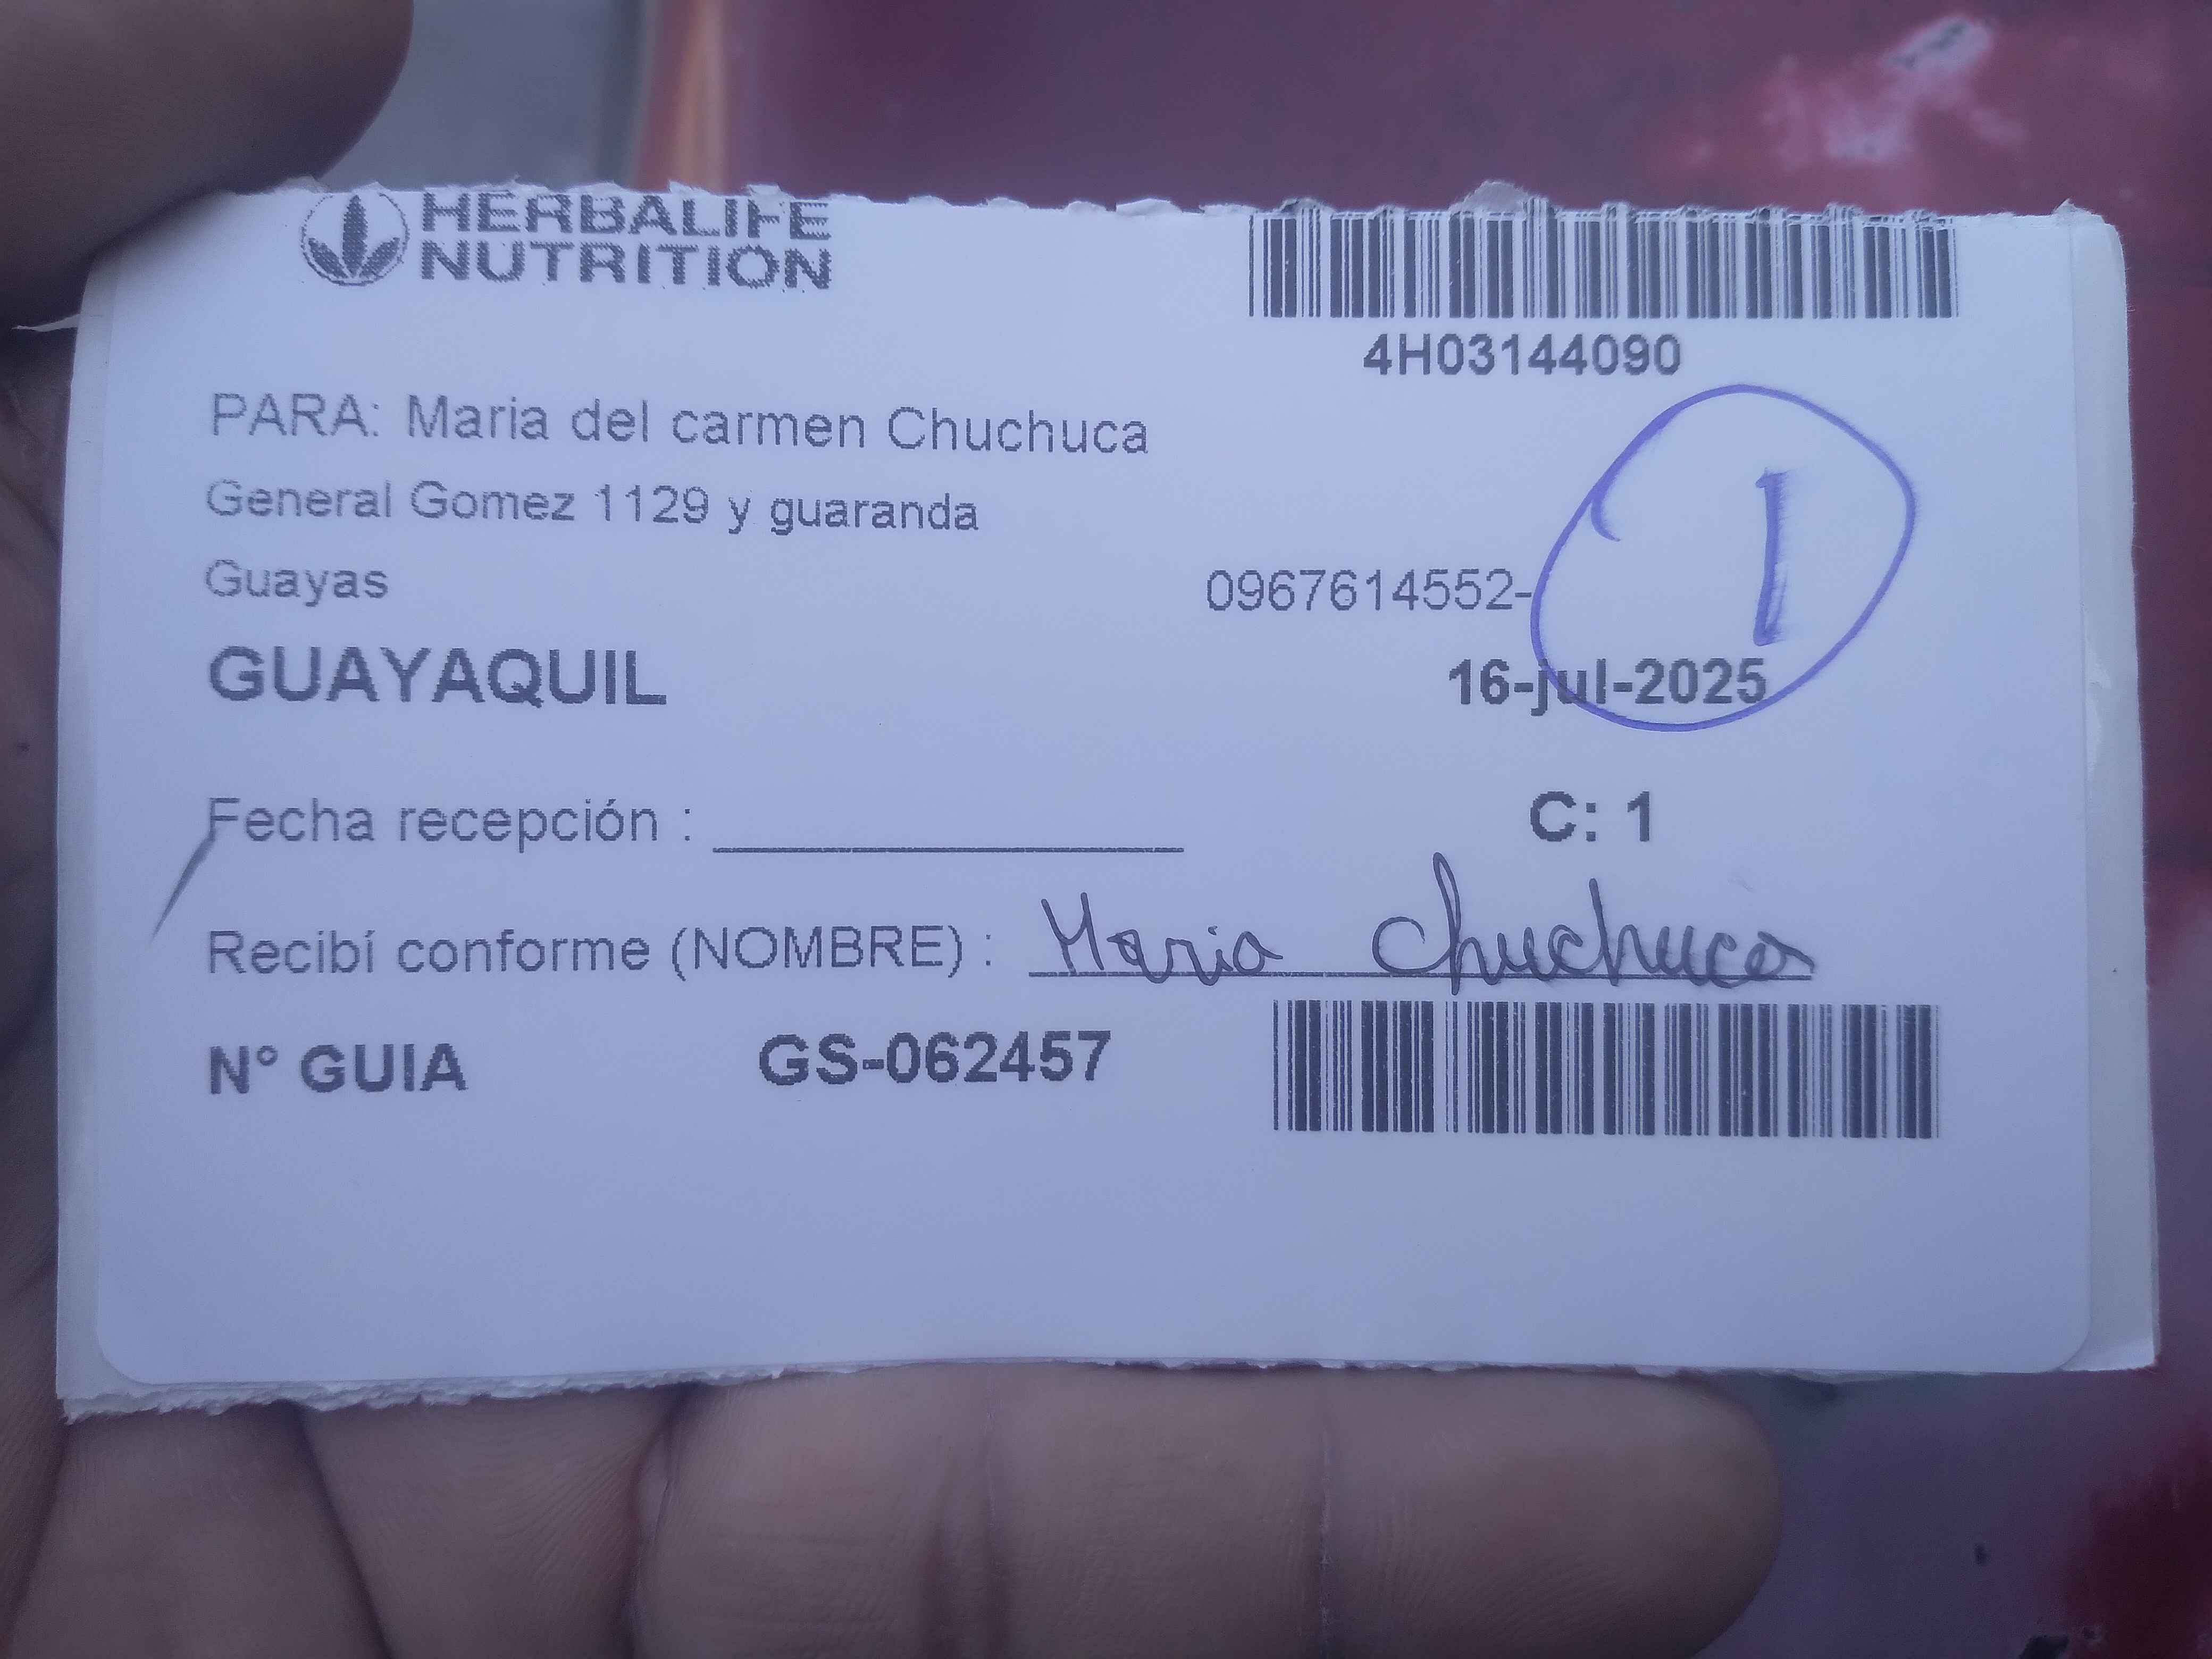 HERBALIFE
NUTRITION
4H03144090
PARA: Maria del carmen Chuchuca
General Gomez 1129 y guaranda
1
Guayas
0967614552-
GUAYAQUIL
16-jul-2025
Fecha recepción : ____________
C: 1
Recibí conforme (NOMBRE) : Maria Chuchuca
N° GUIA GS-062457